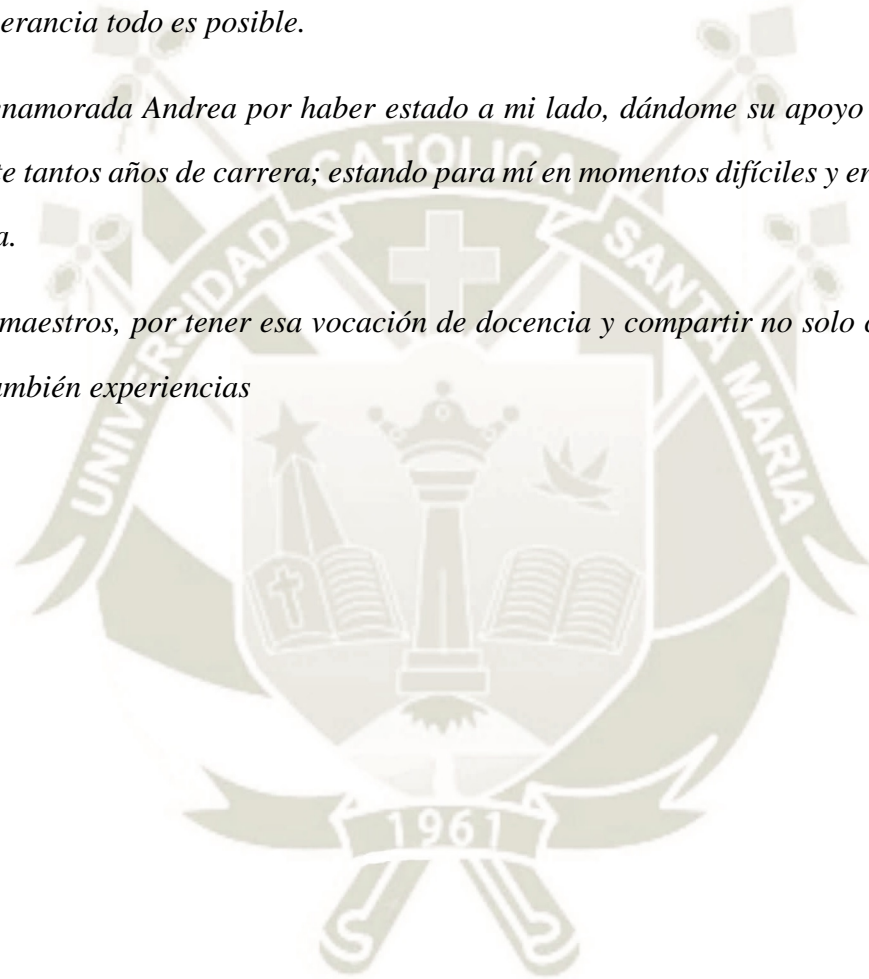 erancia todo es posible.
namorada Andrea por haber estado a mi lado, dándome su apoyo
te tantos años de carrera; estando para mí en momentos difíciles y en
a.
maestros, por tener esa vocación de docencia y compartir no solo
ambién experiencias
UNIVERSIDAD CATOLICA SANTA MARIA
1961